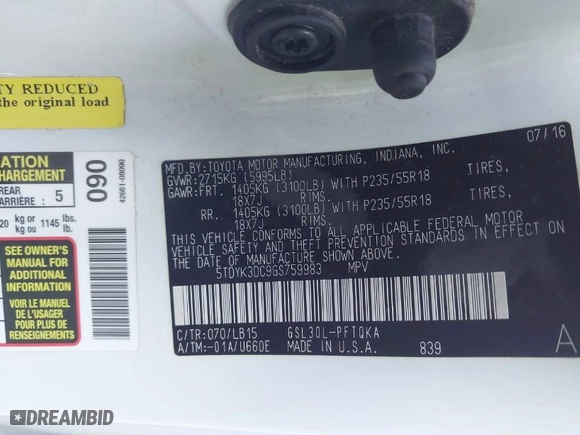 TY REDUCED
the original load
ATION
CHARGEMENT
REAR
ARRIÈRE
5
090
42661-08090
20 kg or 1145 lbs.
kg ou lb.
SEE OWNER'S
MANUAL FOR
ADDITIONAL
INFORMATION
VOIR LE MANUEL
DE L'USAGER
POUR PLUS DE
RENSEIGNEMENTS
07/16
MFD.BY:TOYOTA MOTOR MANUFACTURING, INDIANA, INC.
GVWR:2715KG (5995LB)
GAWR:FRT. 1405KG (3100LB) WITH P235/55R18 TIRES,
18X7J RIMS.
RR. 1405KG (3100LB) WITH P235/55R18 TIRES,
18X7J RIMS.
THIS VEHICLE CONFORMS TO ALL APPLICABLE FEDERAL MOTOR
VEHICLE SAFETY AND THEFT PREVENTION STANDARDS IN EFFECT ON
THE DATE OF MANUFACTURE SHOWN ABOVE.
5TDYK3DC9GS759983 MPV
C/TR:070/LB15 GSL30L-PFTQKA
A/TM:-01A/U660E MADE IN U.S.A. 839 A
DREAMBID